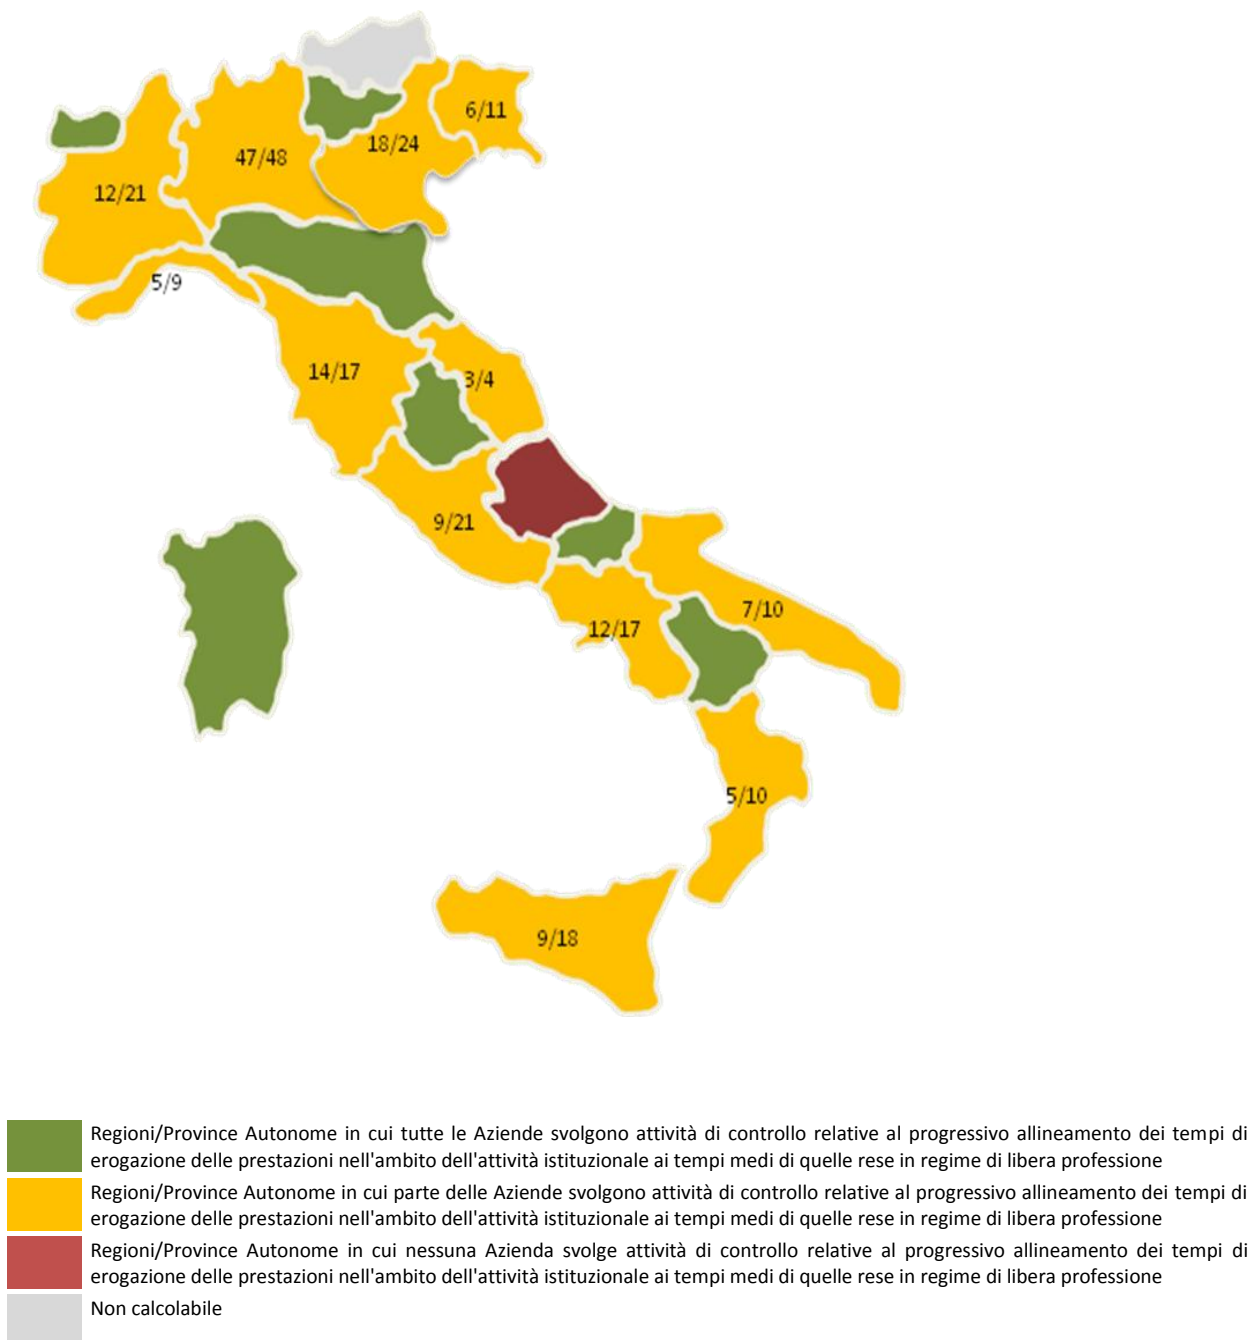 6/11
18/24
47/48
12/21
5/9
14/17
3/4
9/21
7/10
12/17
5/10
9/18
Regioni/Province Autonome in cui tutte le Aziende svolgono attività di controllo relative al progressivo allineamento dei tempi di
erogazione delle prestazioni nell'ambito dell'attività istituzionale ai tempi medi di quelle rese in regime di libera professione
Regioni/Province Autonome in cui parte delle Aziende svolgono attività di controllo relative al progressivo allineamento dei tempi di
erogazione delle prestazioni nell'ambito dell'attività istituzionale ai tempi medi di quelle rese in regime di libera professione
Regioni/Province Autonome in cui nessuna Azienda svolge attività di controllo relative al progressivo allineamento dei tempi di
erogazione delle prestazioni nell'ambito dell'attività istituzionale ai tempi medi di quelle rese in regime di libera professione
Non calcolabile